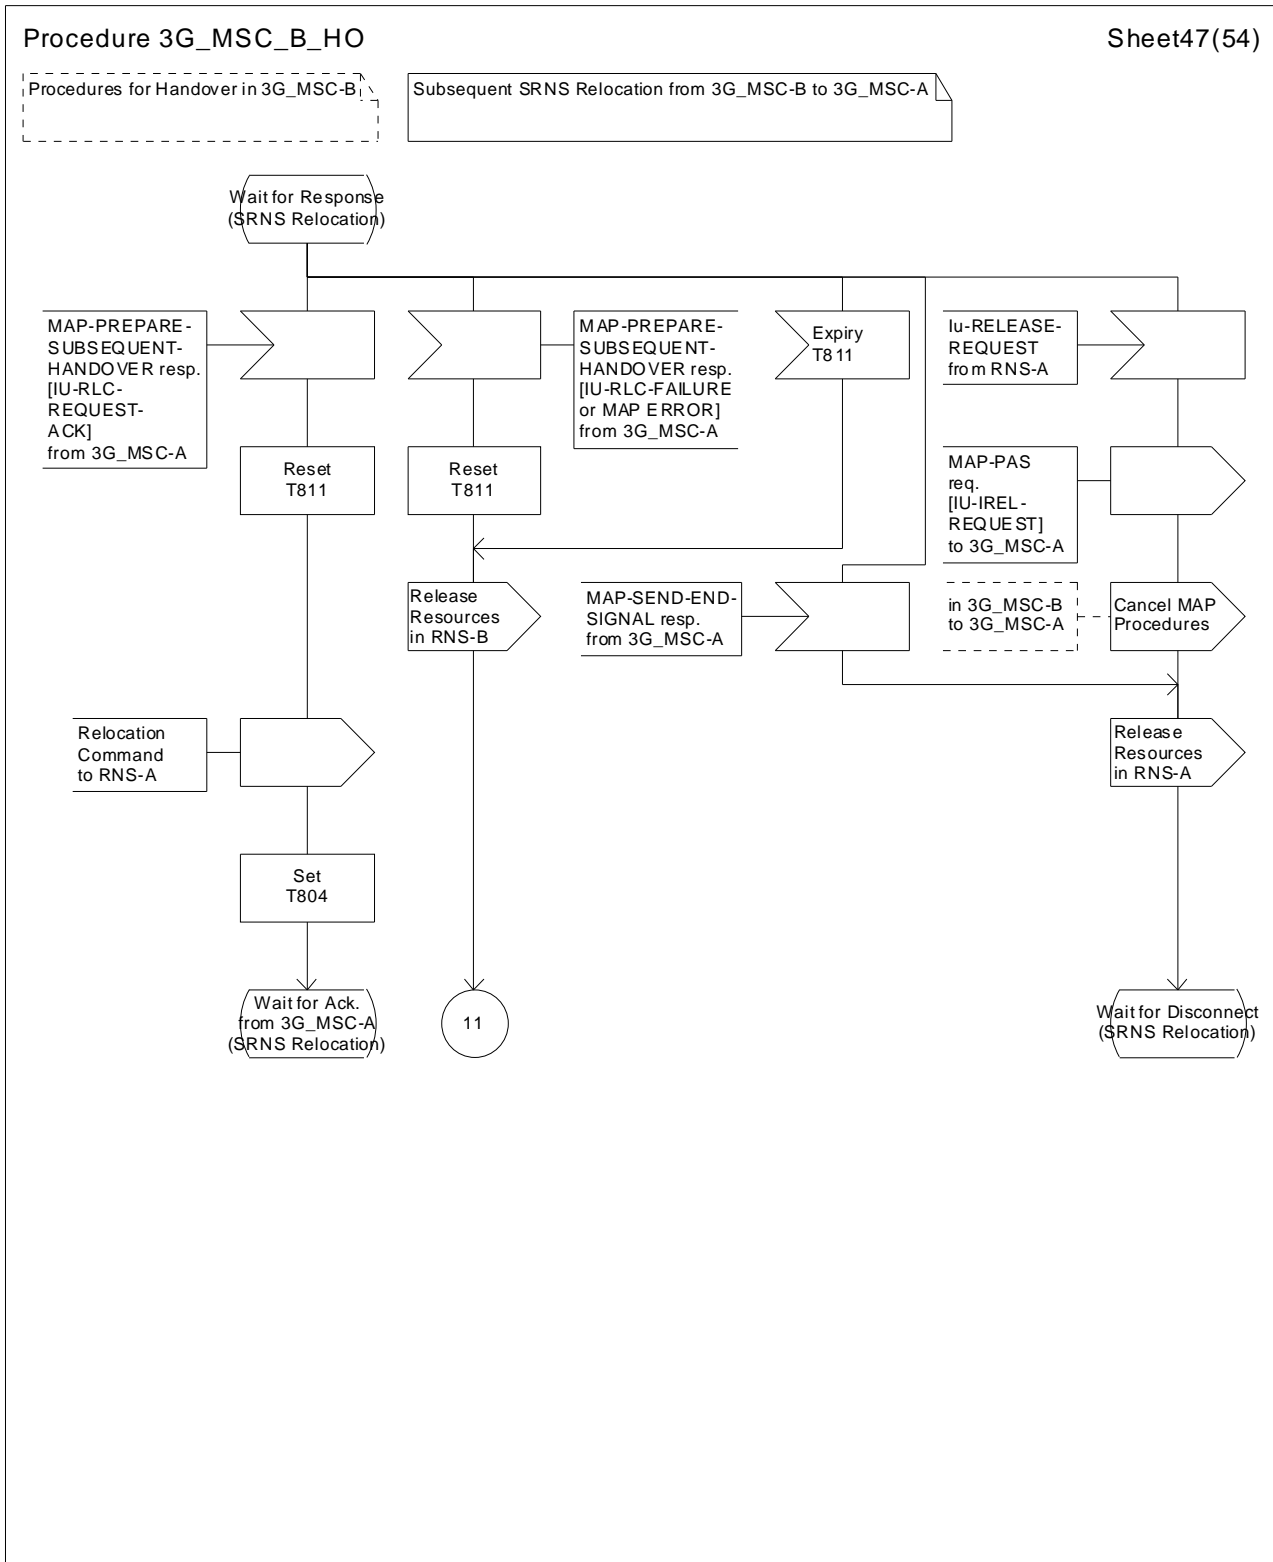 Procedure 3G_MSC_B_HO
Sheet47(54)
Procedures for Handover in 3G_MSC-B
Subsequent SRNS Relocation from 3G_MSC-B to 3G_MSC-A
Wait for Response
(SRNS Relocation)
MAP-PREPARE-
SUBSEQUENT-
HANDOVER resp.
[IU-RLC-
REQUEST-
ACK]
from 3G_MSC-A
MAP-PREPARE-
SUBSEQUENT-
HANDOVER resp.
[IU-RLC-FAILURE
or MAP ERROR]
from 3G_MSC-A
Expiry
T811
Iu-RELEASE-
REQUEST
from RNS-A
Reset
T811
Reset
T811
MAP-PAS
req.
[IU-IREL-
REQUEST]
to 3G_MSC-A
Release
Resources
in RNS-B
MAP-SEND-END-
SIGNAL resp.
from 3G_MSC-A
in 3G_MSC-B
to 3G_MSC-A
Cancel MAP
Procedures
Relocation
Command
to RNS-A
Release
Resources
in RNS-A
Set
T804
Wait for Ack.
from 3G_MSC-A
(SRNS Relocation)
11
Wait for Disconnect
(SRNS Relocation)